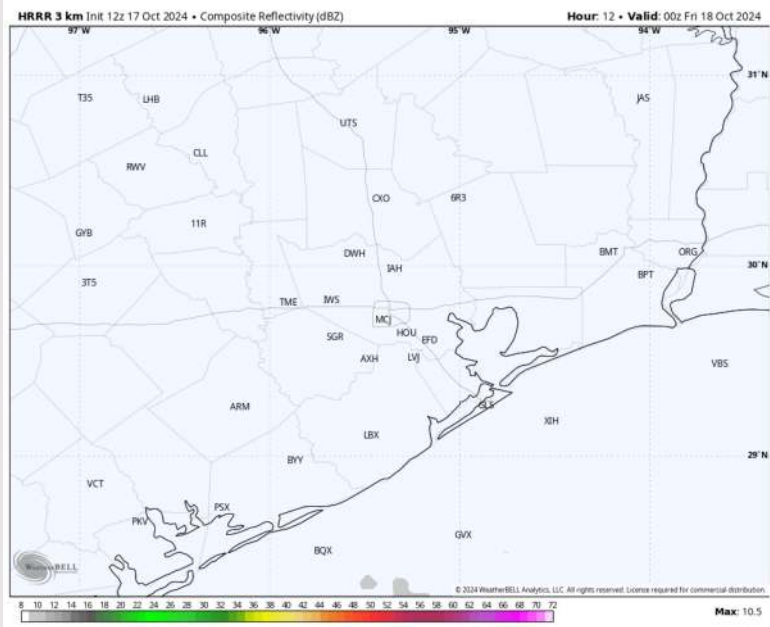 HRRR 3 km Init 12z 17 Oct 2024 • Composite Reflectivity (dBZ) Hour: 12 • Valid: 00z Fri 18 Oct 2024
97°W 96°W 95°W 94°W
31°N
T35 LHB JAS
UTS
CLL
RWV
CXO 6R3
11R
GYB
DWH BMT ORG
IAH 30°N
BPT
3T5
TME IWS
MCJ
SGR HOU EFD
AXH LVJ VBS
ARM GLS
XIH
LBX
BYY 29°N
VCT
PSX
PKV
GVX
BQX
WeatherBELL
© 2024 WeatherBELL Analytics, LLC. All rights reserved. License required for commercial distribution.
8 10 12 14 16 18 20 22 24 26 28 30 32 34 36 38 40 42 44 46 48 50 52 54 56 58 60 62 64 66 68 70 72 Max: 10.5